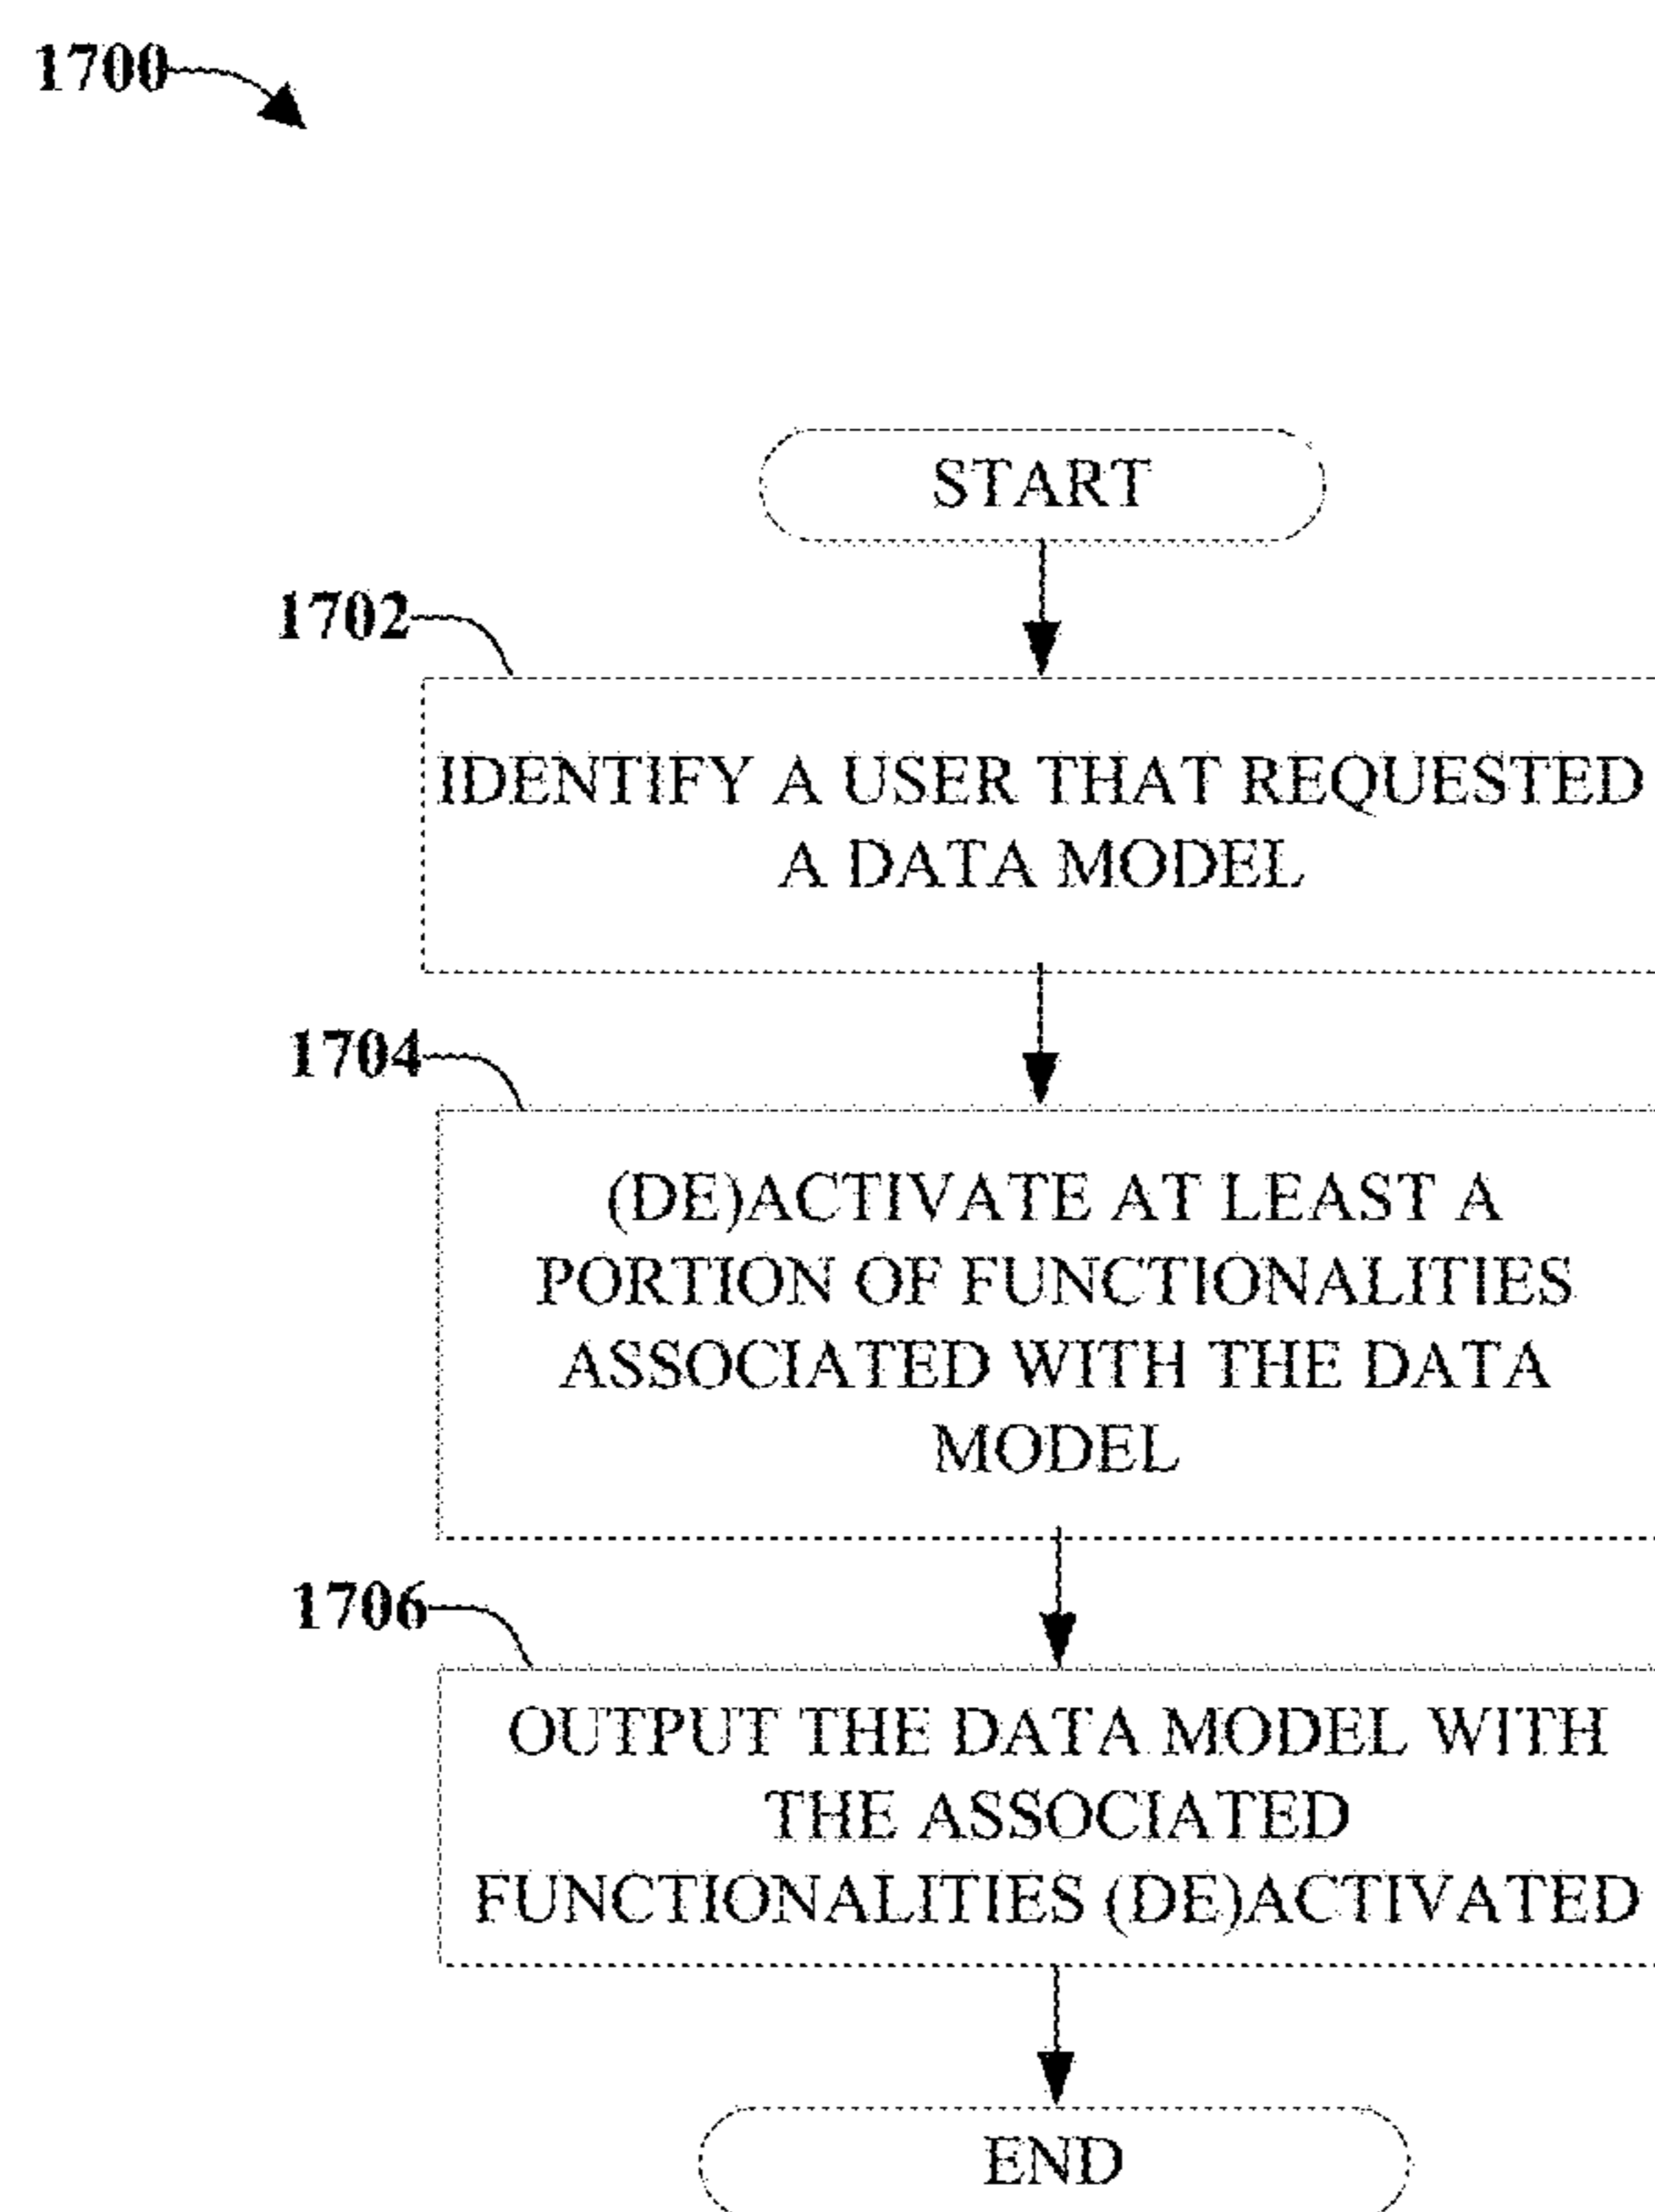 1700
START
1702
IDENTIFY A USER THAT REQUESTED
A DATA MODEL
1704
(DE)ACTIVATE AT LEAST A
PORTION OF FUNCTIONALITIES
ASSOCIATED WITH THE DATA
MODEL
1706
OUTPUT THE DATA MODEL WITH
THE ASSOCIATED
FUNCTIONALITIES (DE)ACTIVATED
END